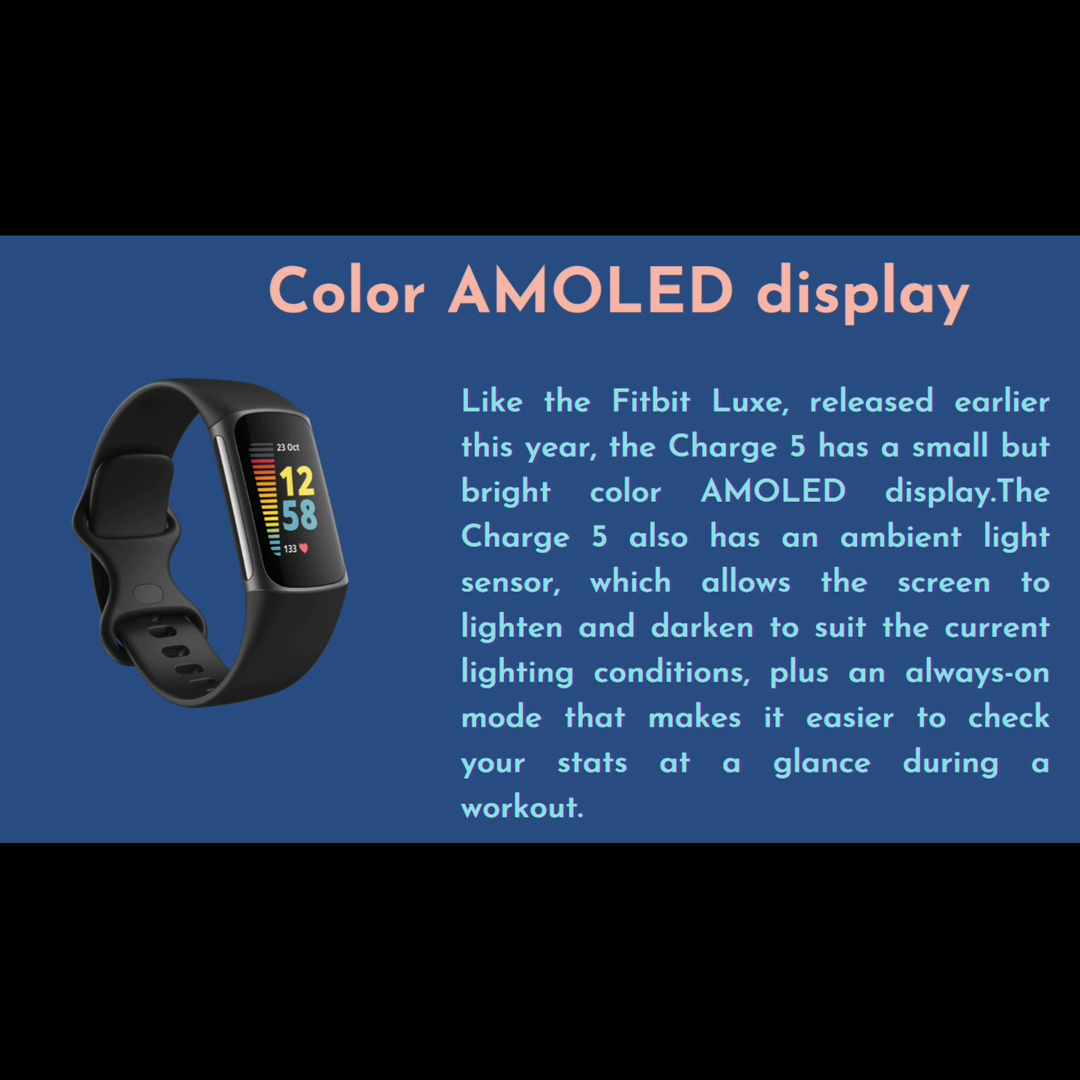 Color AMOLED display
23 Oct
12
58
133
Like the Fitbit Luxe, released earlier
this year, the Charge 5 has a small but
bright color AMOLED display.The
Charge 5 also has an ambient light
sensor, which allows the screen to
lighten and darken to suit the current
lighting conditions, plus an always-on
mode that makes it easier to check
your stats at a glance during a
workout.